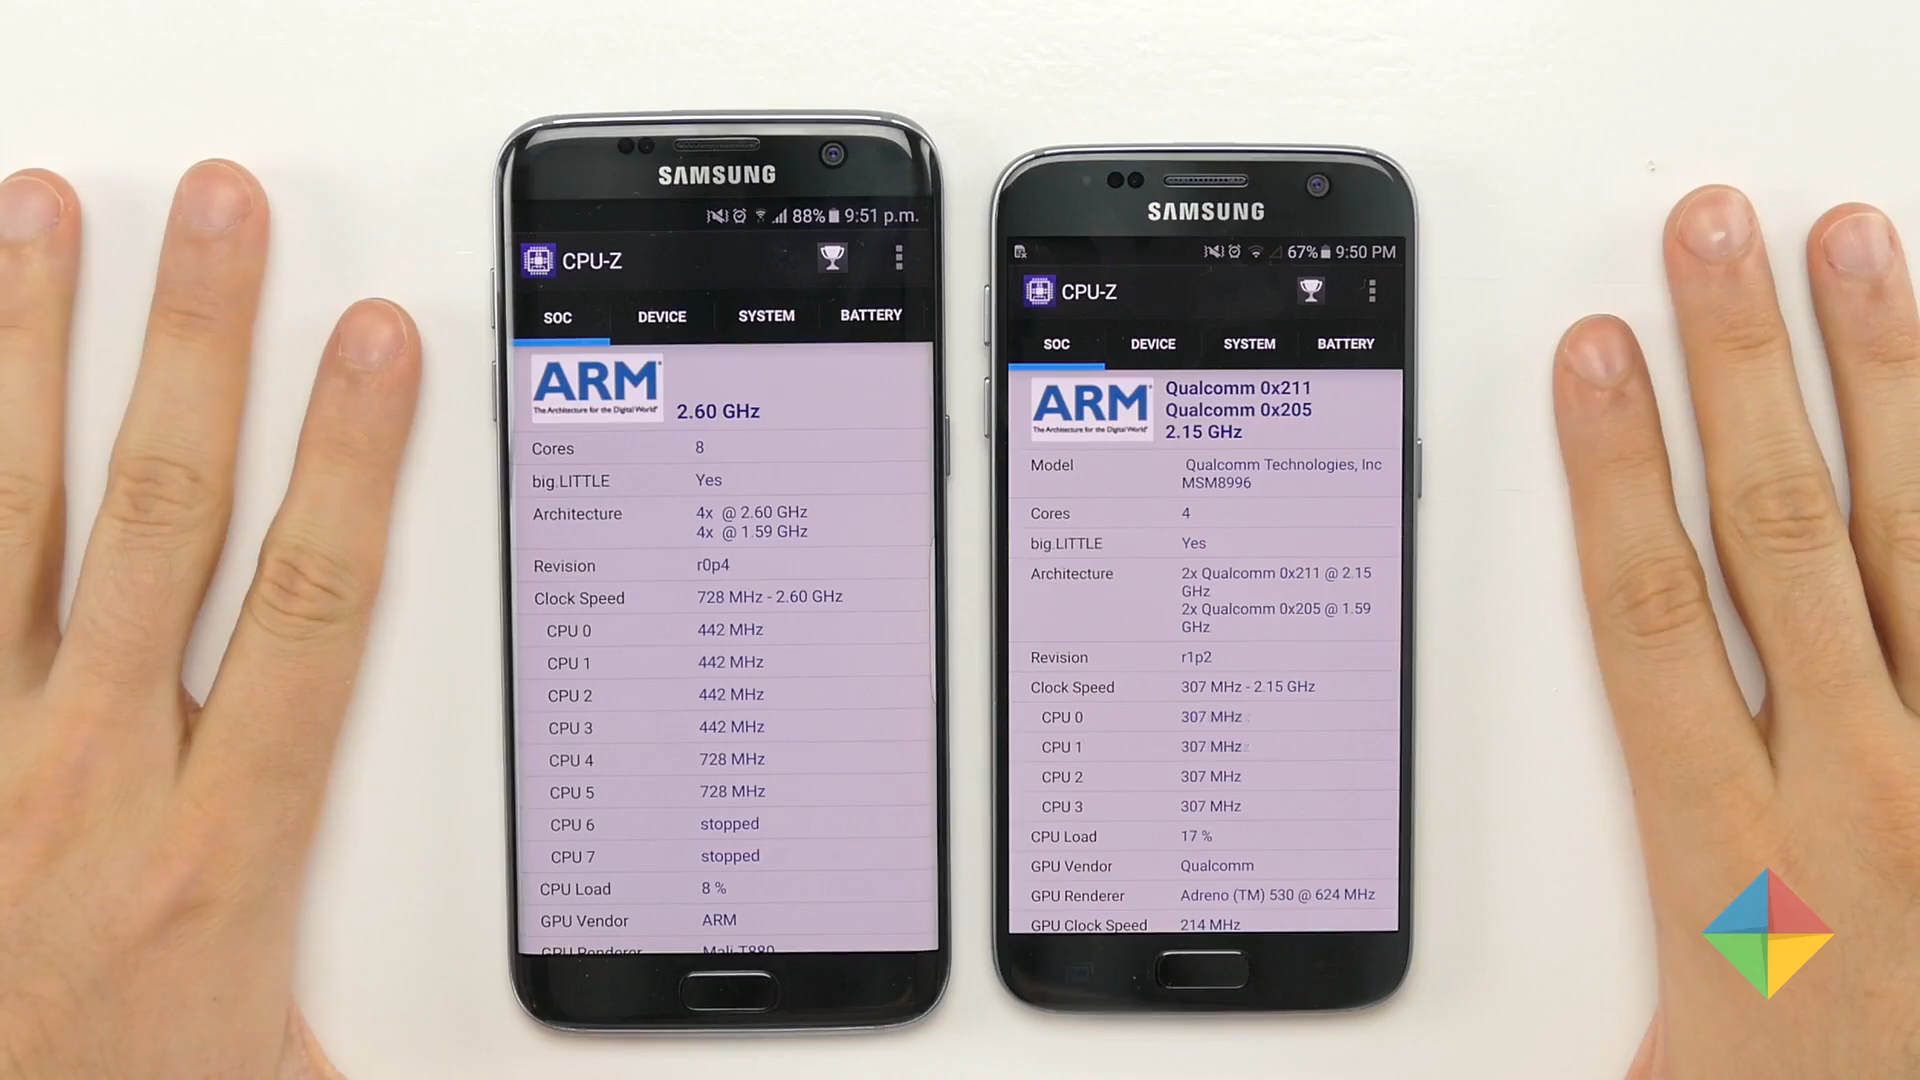 SAMSUNG
88% 9:51 p.m.
CPU-Z
SOC DEVICE SYSTEM BATTERY
ARM
The Architecture for the Digital World
2.60 GHz
Cores 8
big.LITTLE Yes
Architecture 4x @ 2.60 GHz
4x @ 1.59 GHz
Revision r0p4
Clock Speed 728 MHz - 2.60 GHz
CPU 0 442 MHz
CPU 1 442 MHz
CPU 2 442 MHz
CPU 3 442 MHz
CPU 4 728 MHz
CPU 5 728 MHz
CPU 6 stopped
CPU 7 stopped
CPU Load 8 %
GPU Vendor ARM
GPU Renderer Mali-T880
SAMSUNG
67% 9:50 PM
CPU-Z
SOC DEVICE SYSTEM BATTERY
ARM
The Architecture for the Digital World
Qualcomm 0x211
Qualcomm 0x205
2.15 GHz
Model Qualcomm Technologies, Inc
MSM8996
Cores 4
big.LITTLE Yes
Architecture 2x Qualcomm 0x211 @ 2.15
GHz
2x Qualcomm 0x205 @ 1.59
GHz
Revision r1p2
Clock Speed 307 MHz - 2.15 GHz
CPU 0 307 MHz
CPU 1 307 MHz
CPU 2 307 MHz
CPU 3 307 MHz
CPU Load 17 %
GPU Vendor Qualcomm
GPU Renderer Adreno (TM) 530 @ 624 MHz
GPU Clock Speed 214 MHz